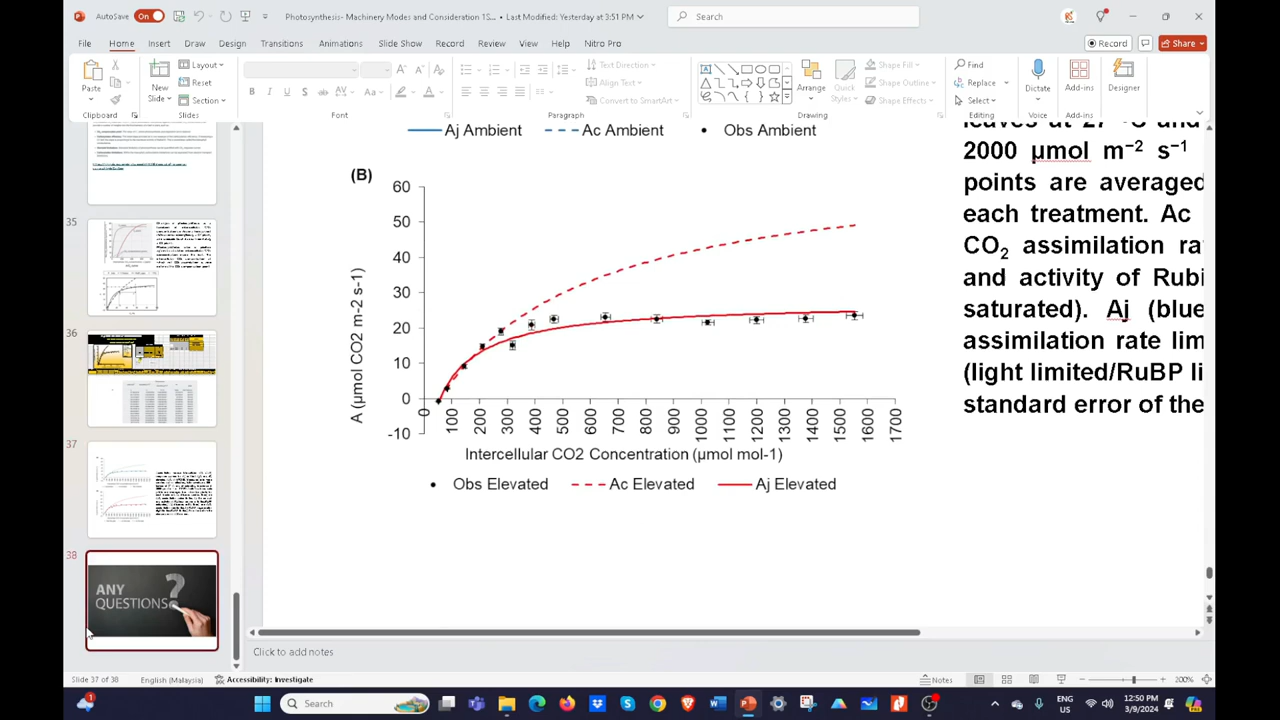 AutoSave On Photosynthesis- Machinery Modes and Consideration 1S... • Last Modified: Yesterday at 3:51 PM Search
File Home Insert Draw Design Transitions Animations Slide Show Record Review View Help Nitro Pro Record Share
Paste New Slide Layout Reset Section Text Direction Align Text Convert to SmartArt Arrange Quick Styles Shape Fill Shape Outline Shape Effects Find Replace Select Dictate Add-ins Designer
Clipboard Slides Font Paragraph Drawing Editing Voice Add-ins
Aj Ambient Ac Ambient Obs Ambient
(B)
60
50
40
30
20
10
0
-10
A (µmol CO2 m-2 s-1)
0 100 200 300 400 500 600 700 800 900 1000 1100 1200 1300 1400 1500 1600 1700
Intercellular CO2 Concentration (µmol mol-1)
Obs Elevated Ac Elevated Aj Elevated
2000 µmol m−2 s−1
points are averaged
each treatment. Ac
CO2 assimilation ra
and activity of Rubi
saturated). Aj (blue
assimilation rate lim
(light limited/RuBP li
standard error of the
35
36
37
38
ANY
QUESTIONS?
Click to add notes
Slide 37 of 38 English (Malaysia) Accessibility: Investigate Notes 200%
Search ENG US 12:50 PM 3/9/2024